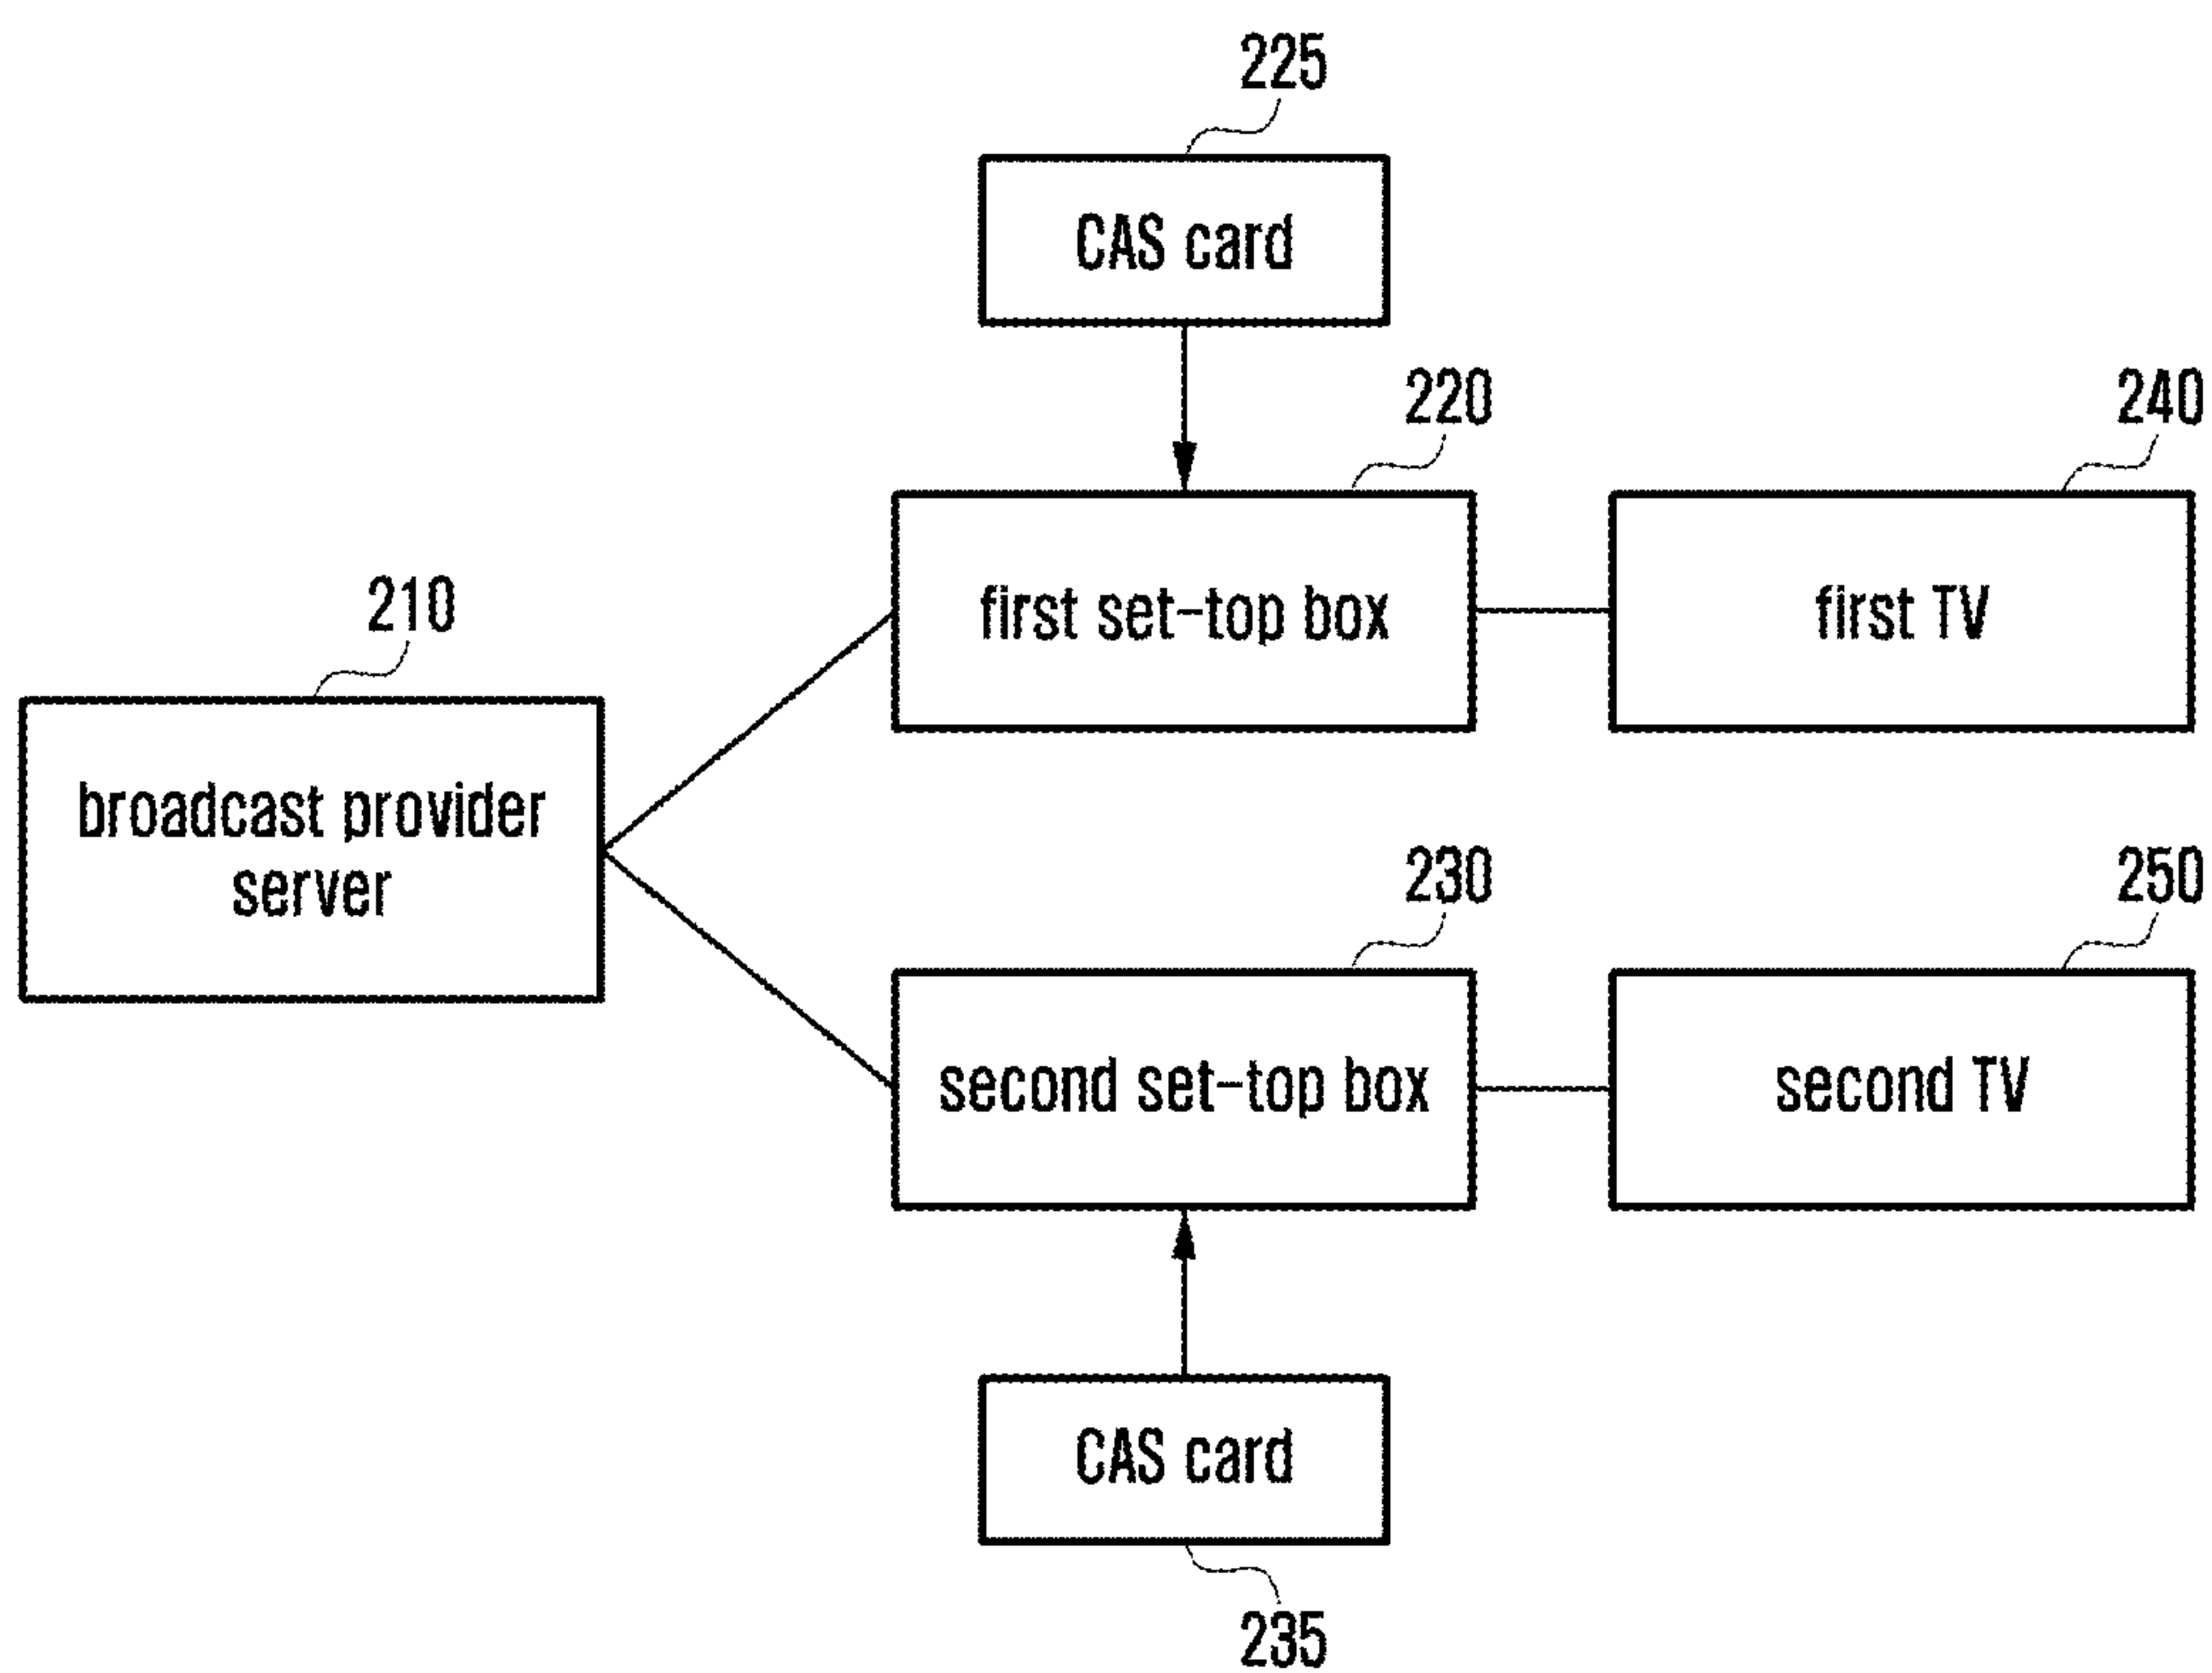 225
CAS card
220
240
first set-top box
first TV
210
broadcast provider
server
230
250
second set-top box
second TV
CAS card
235